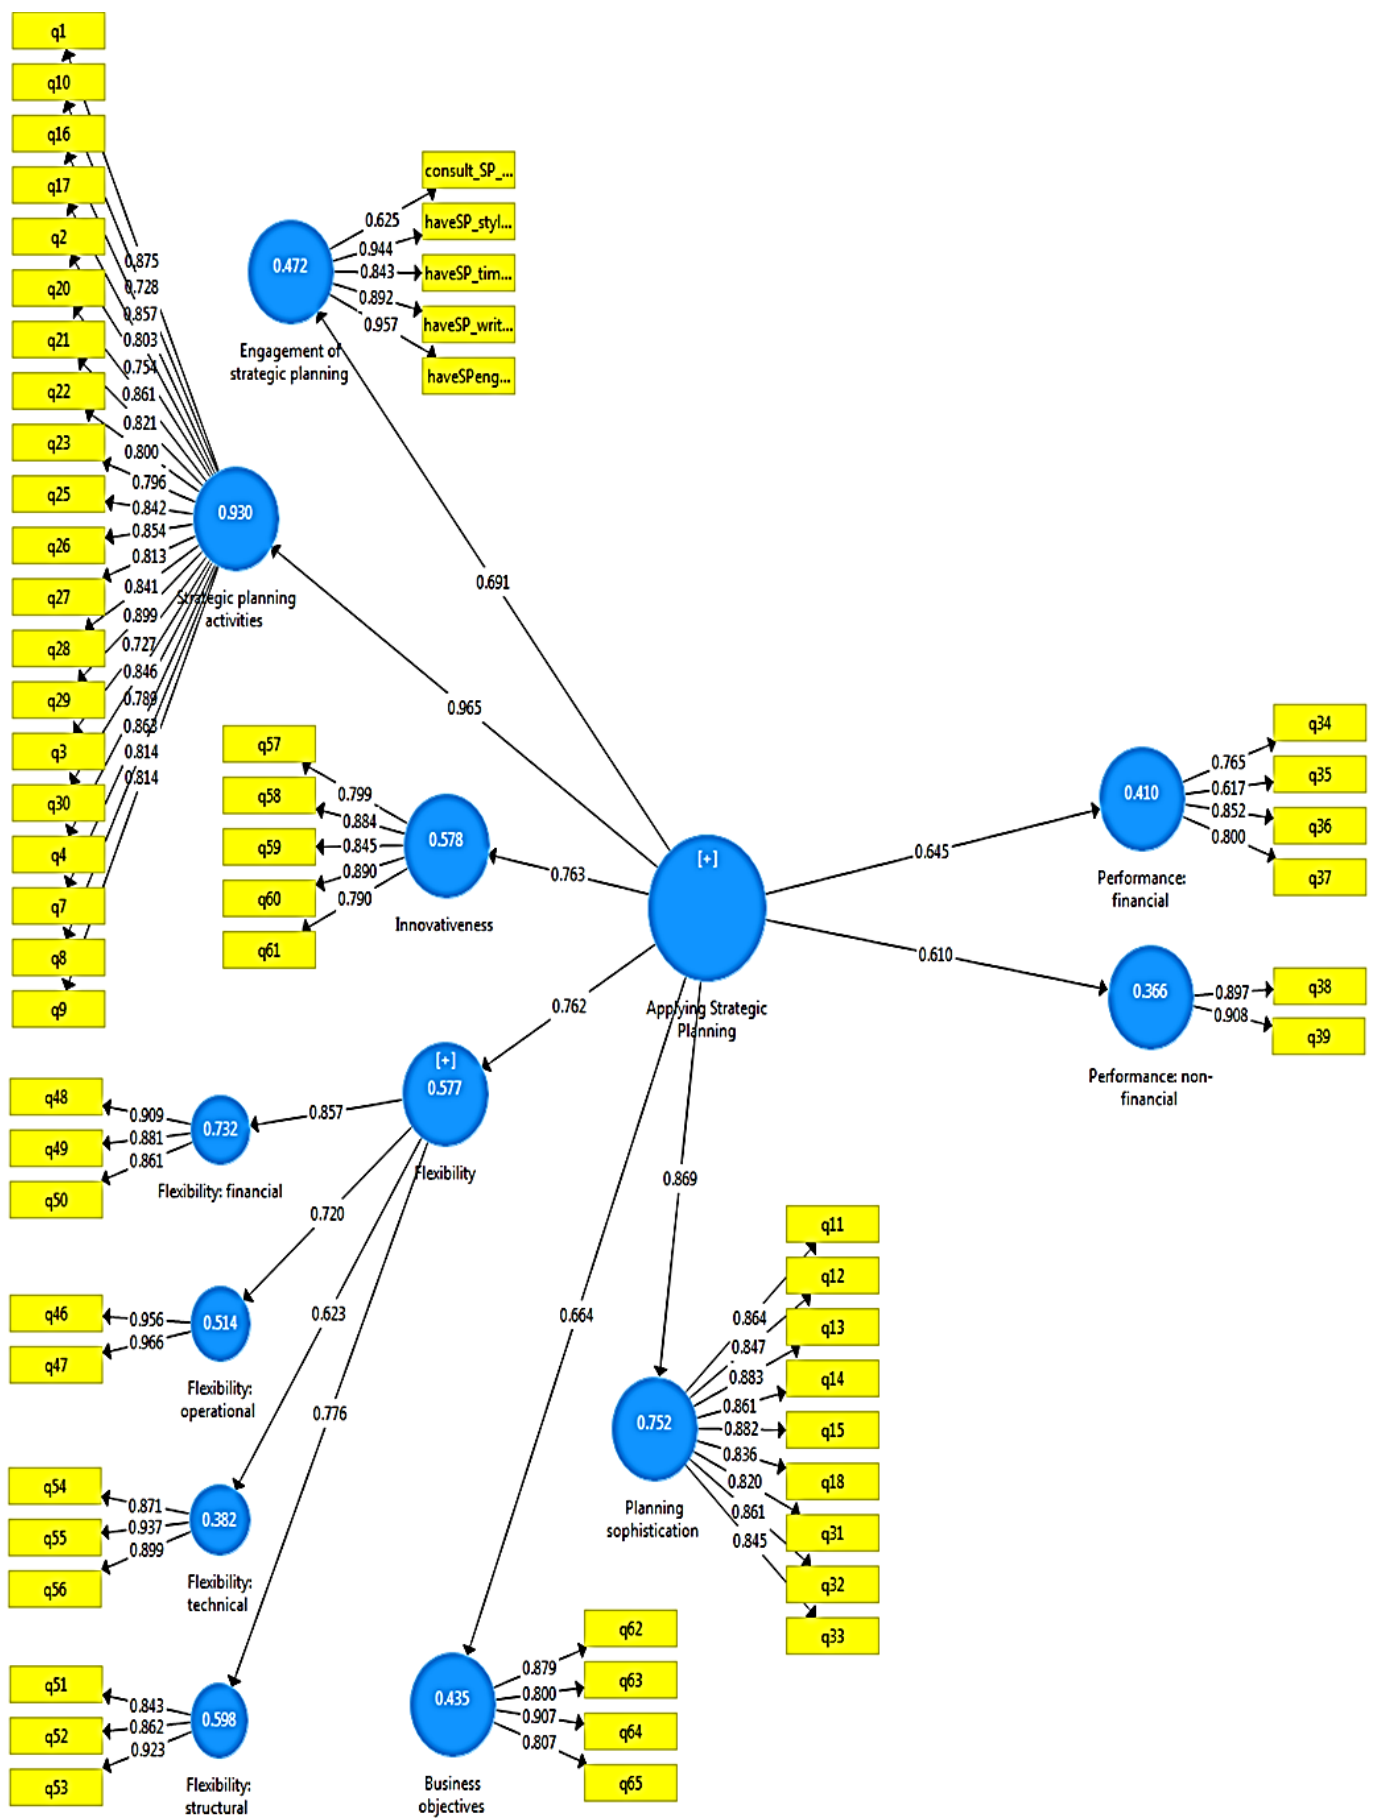 q1
q10
q16
q17
q2
q20
q21
q22
q23
q25
q26
q27
q28
q29
q3
q30
q4
q7
q8
q9
0.875
0.728
0.857
0.803
0.754
0.861
0.821
0.800
0.796
0.842
0.854
0.813
0.841
0.899
0.727
0.846
0.789
0.863
0.814
0.814
0.930
Strategic planning
activities
consult_SP_...
haveSP_styl...
haveSP_tim...
haveSP_writ...
haveSPeng...
0.625
0.944
0.843
0.892
0.957
0.472
Engagement of
strategic planning
0.691
0.965
q57
q58
q59
q60
q61
0.799
0.884
0.845
0.890
0.790
0.578
Innovativeness
0.763
[+]
Applying Strategic
Planning
0.645
0.410
Performance:
financial
0.765
0.617
0.852
0.800
q34
q35
q36
q37
0.610
0.366
Performance: non-
financial
0.897
0.908
q38
q39
0.762
[+]
0.577
Flexibility
0.857
0.732
Flexibility: financial
0.909
0.881
0.861
q48
q49
q50
0.720
0.514
Flexibility:
operational
0.956
0.966
q46
q47
0.623
0.382
Flexibility:
technical
0.871
0.937
0.899
q54
q55
q56
0.776
0.598
Flexibility:
structural
0.843
0.862
0.923
q51
q52
q53
0.664
0.435
Business
objectives
0.879
0.800
0.907
0.807
q62
q63
q64
q65
0.869
0.752
Planning
sophistication
0.864
0.847
0.883
0.861
0.882
0.836
0.820
0.861
0.845
q11
q12
q13
q14
q15
q18
q31
q32
q33